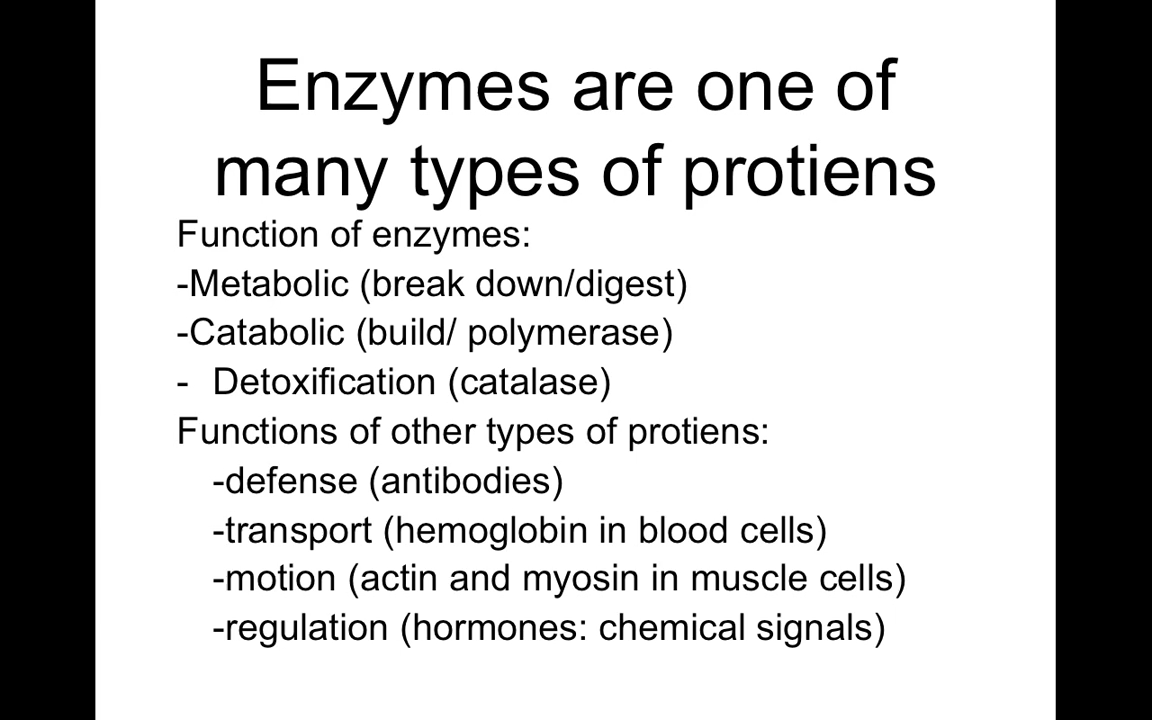 Enzymes are one of
many types of protiens
Function of enzymes:
-Metabolic (break down/digest)
-Catabolic (build/ polymerase)
- Detoxification (catalase)
Functions of other types of protiens:
-defense (antibodies)
-transport (hemoglobin in blood cells)
-motion (actin and myosin in muscle cells)
-regulation (hormones: chemical signals)